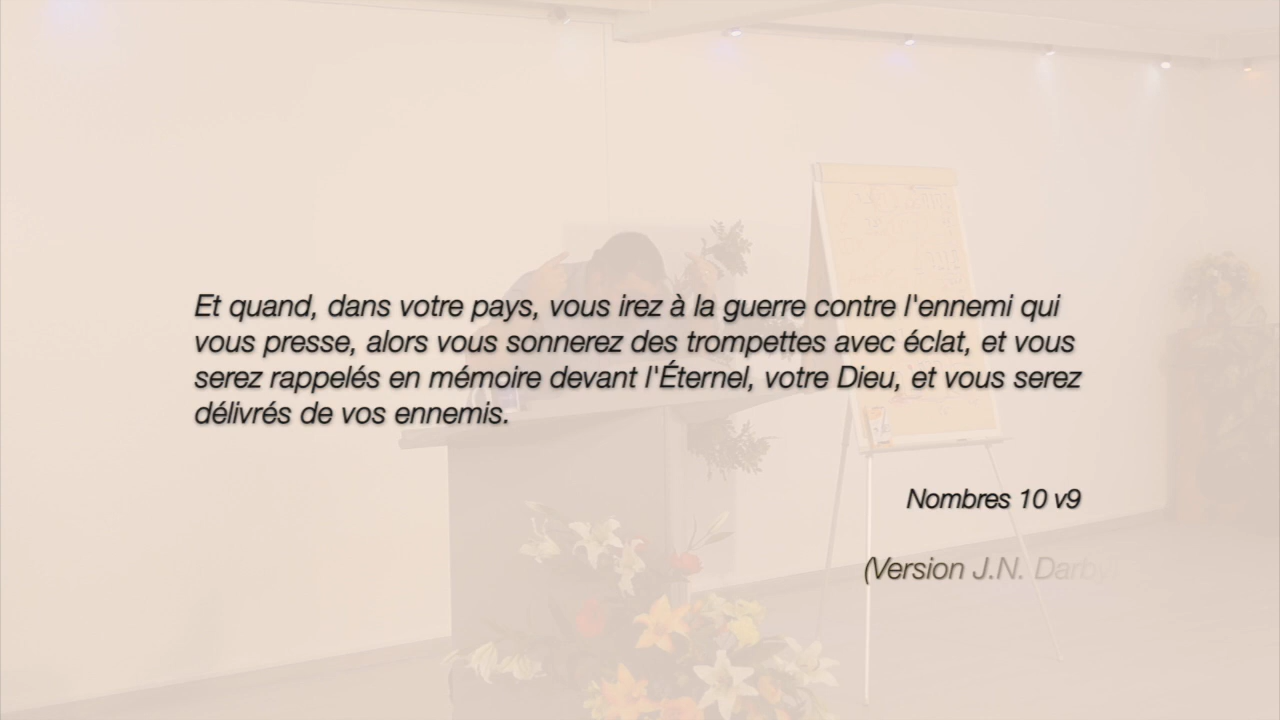 Et quand, dans votre pays, vous irez à la guerre contre l'ennemi qui
vous presse, alors vous sonnerez des trompettes avec éclat, et vous
serez rappelés en mémoire devant l'Éternel, votre Dieu, et vous serez
délivrés de vos ennemis.
Nombres 10 v9
(Version J.N. Darby)